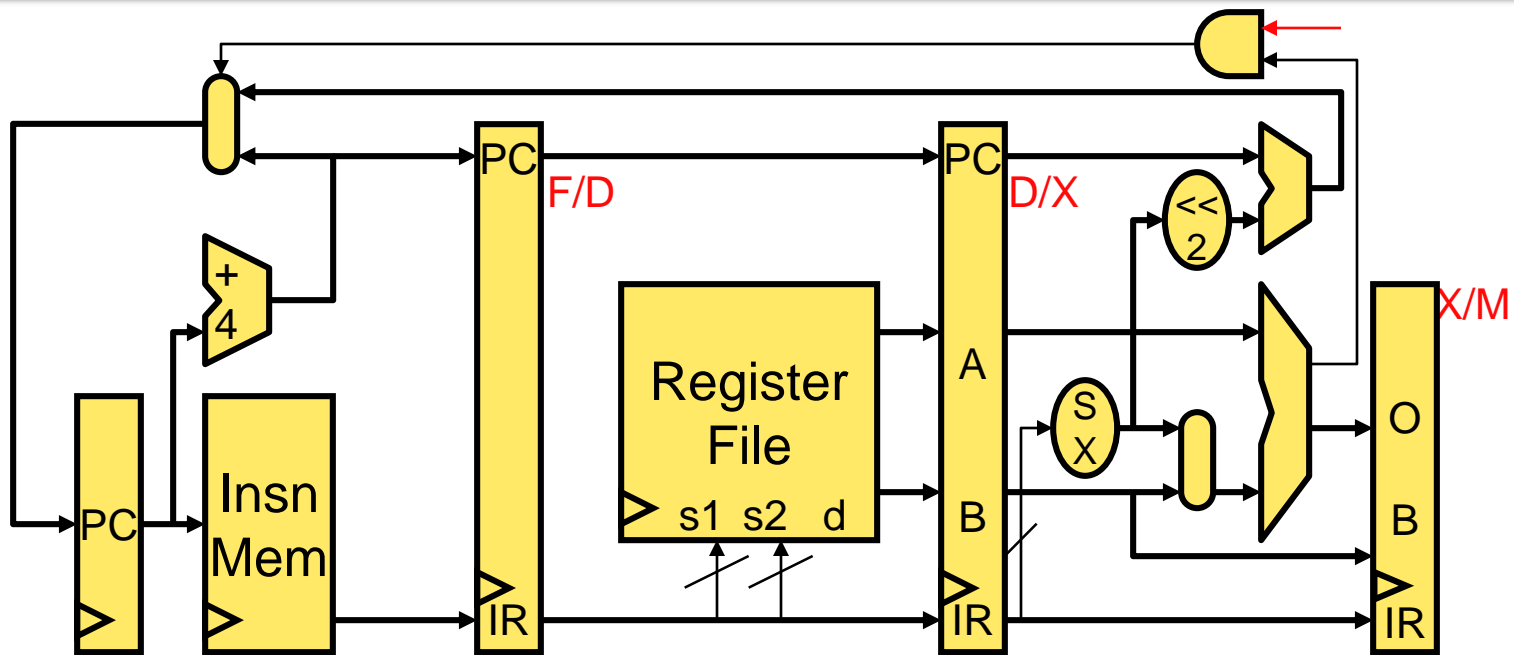 +
4
PC
Insn
Mem
PC
F/D
IR
Register
File
s1 s2 d
PC
D/X
A
B
IR
<<
2
S
X
X/M
O
B
IR